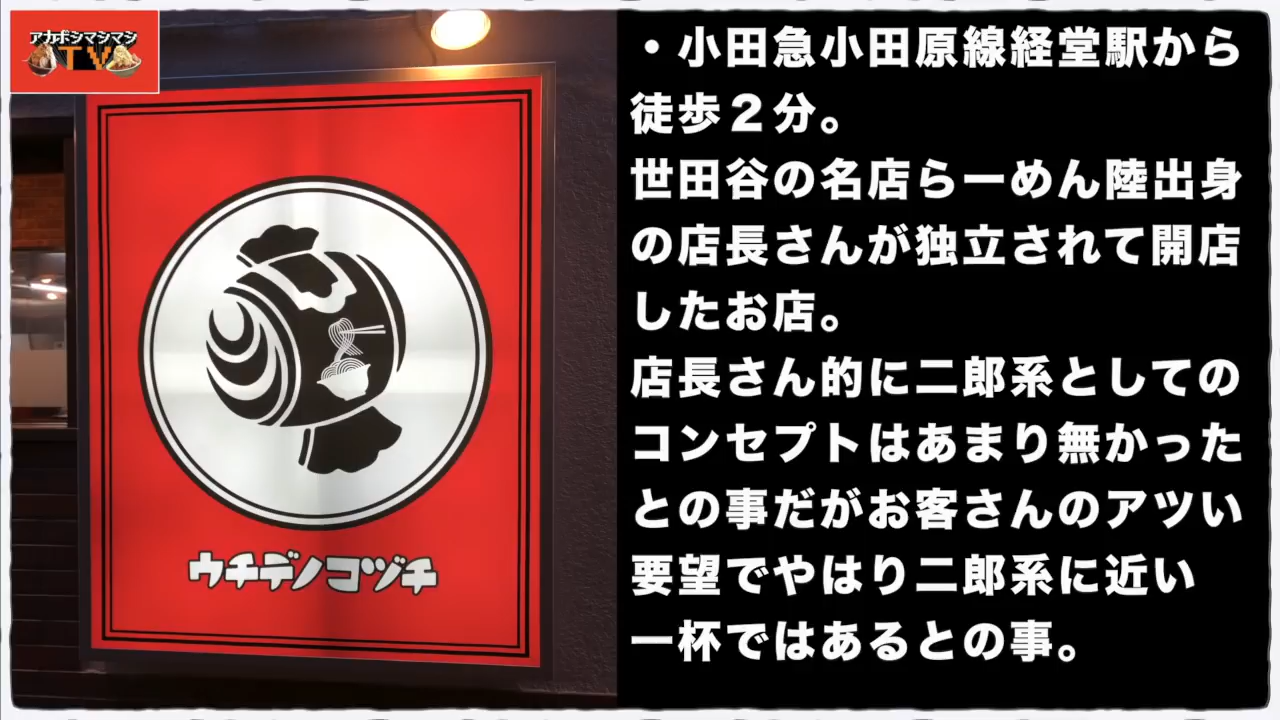 アカポンマシマシ
TV
・小田急小田原線経堂駅から
徒歩２分。
世田谷の名店らーめん陸出身
の店長さんが独立されて開店
したお店。
店長さん的に二郎系としての
コンセプトはあまり無かった
との事だがお客さんのアツい
要望でやはり二郎系に近い
一杯ではあるとの事。
ウチデノコヅチ